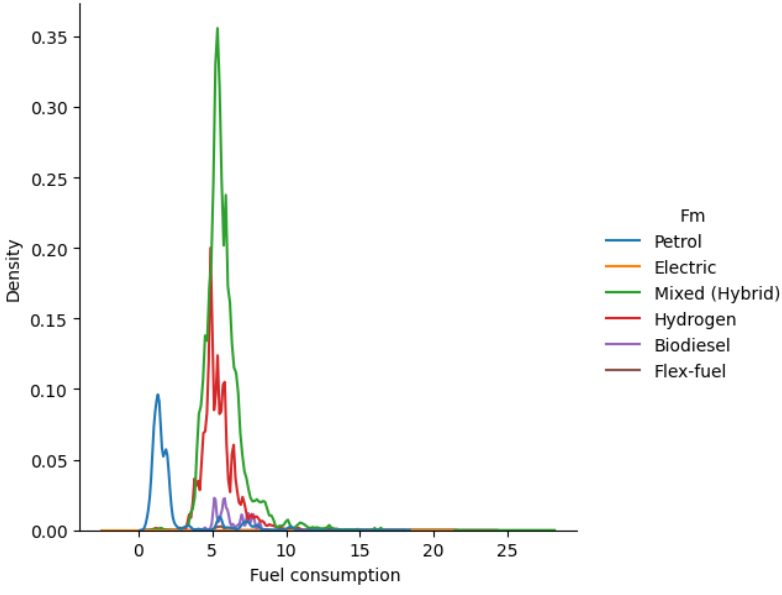 0.35
0.30
0.25
0.20
0.15
0.10
0.05
0.00
Density
0
5
10
15
20
25
Fuel consumption
Fm
Petrol
Electric
Mixed (Hybrid)
Hydrogen
Biodiesel
Flex-fuel